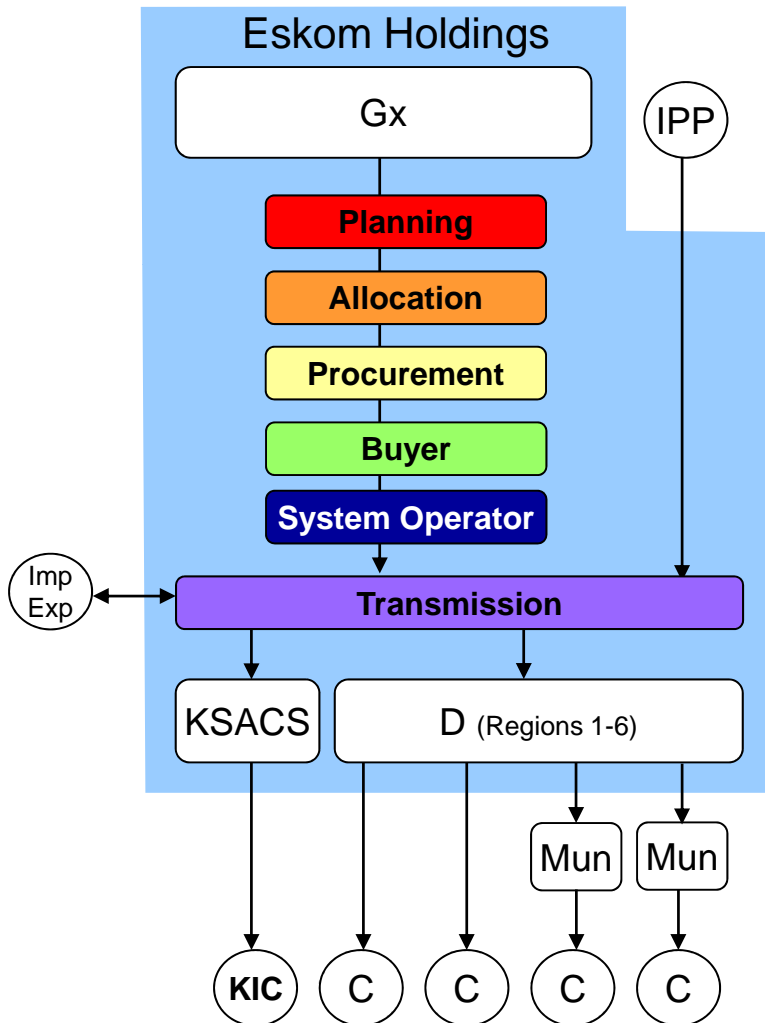 Eskom Holdings
Gx
IPP
Planning
Allocation
Procurement
Buyer
System Operator
Imp
Exp
Transmission
KSACS
D (Regions 1-6)
Mun
Mun
KIC
C
C
C
C